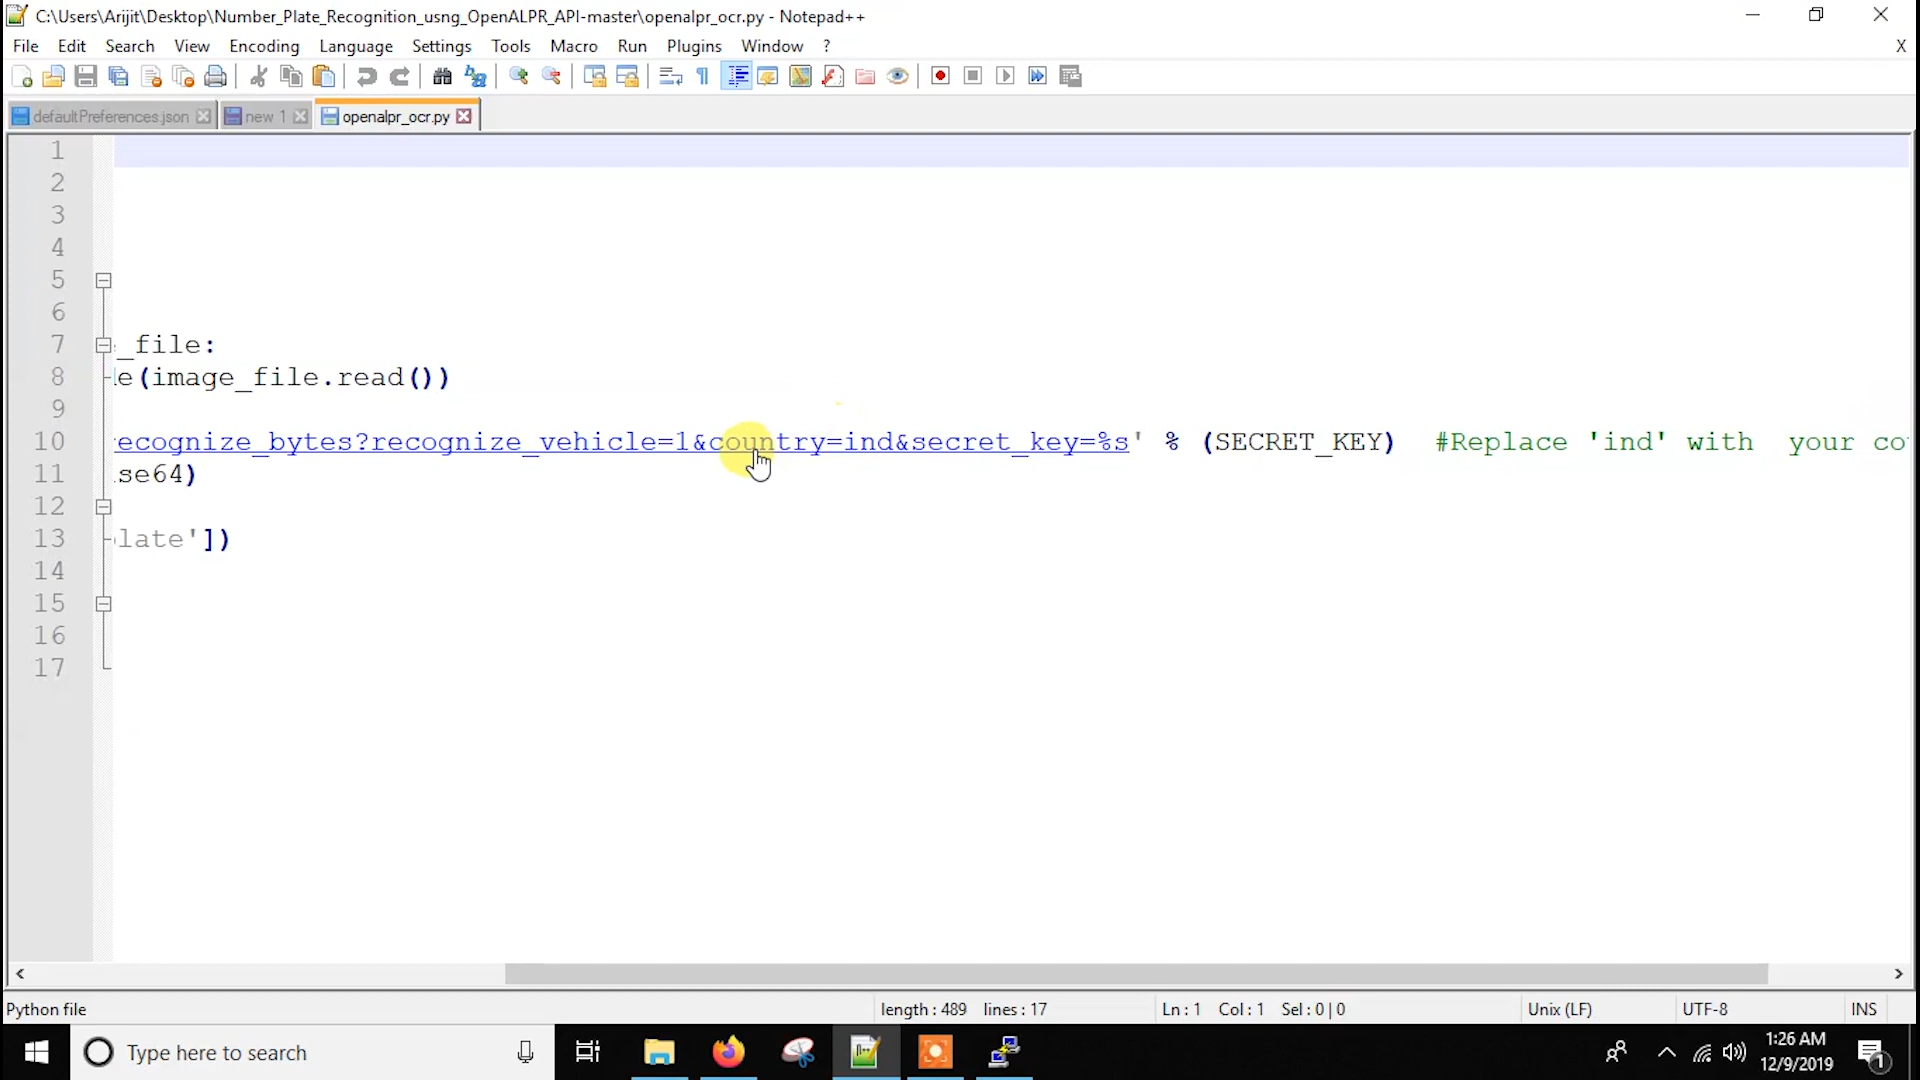 C:\Users\Arijit\Desktop\Number_Plate_Recognition_usng_OpenALPR_API-master\openalpr_ocr.py - Notepad++
File Edit Search View Encoding Language Settings Tools Macro Run Plugins Window ? X
defaultPreferences.json new 1 openalpr_ocr.py
1
2
3
4
5
6
7 _file:
8 e(image_file.read())
9
10 ecognize_bytes?recognize_vehicle=1&country=ind&secret_key=%s' % (SECRET_KEY) #Replace 'ind' with your co
11 se64)
12
13 late'])
14
15
16
17
Python file length : 489 lines : 17 Ln : 1 Col : 1 Sel : 0 | 0 Unix (LF) UTF-8 INS
Type here to search
1:26 AM
12/9/2019
1